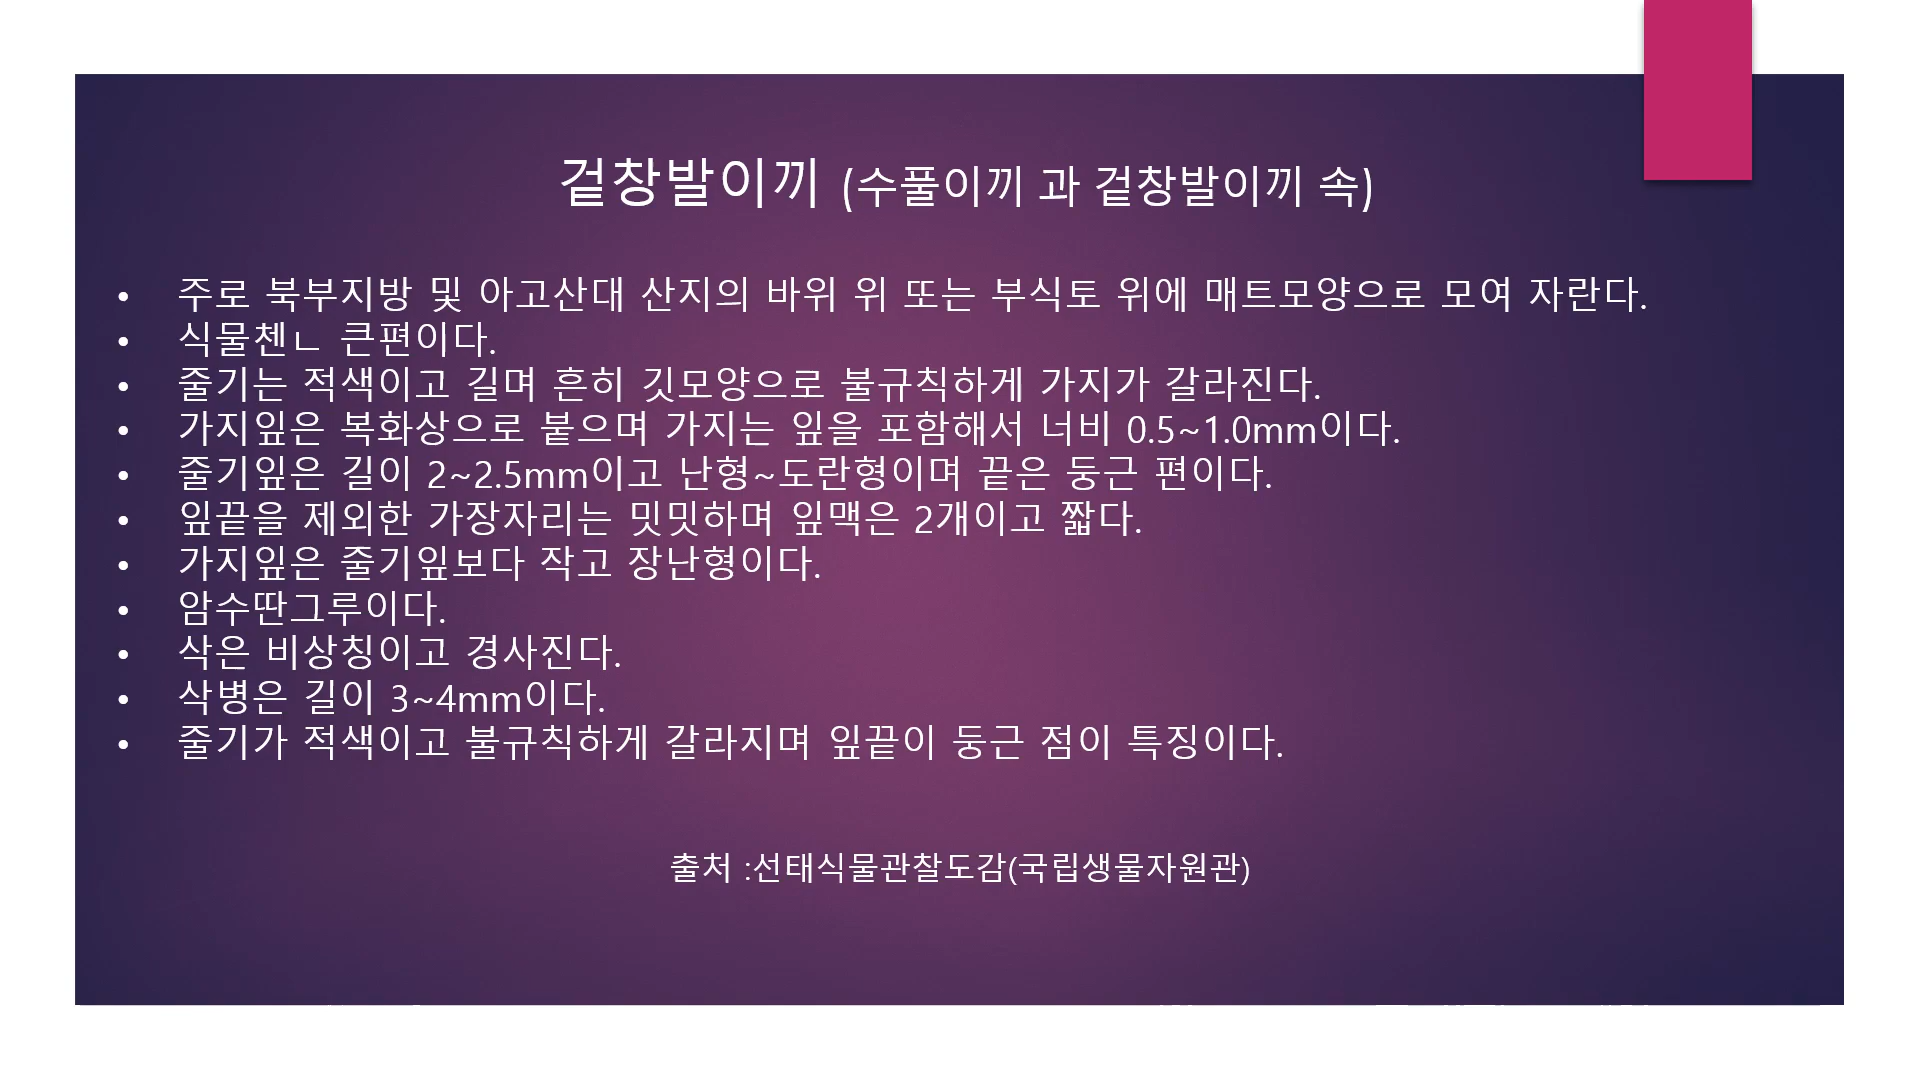 겉창발이끼 (수풀이끼 과 겉창발이끼 속)
• 주로 북부지방 및 아고산대 산지의 바위 위 또는 부식토 위에 매트모양으로 모여 자란다.
• 식물첸ㄴ 큰편이다.
• 줄기는 적색이고 길며 흔히 깃모양으로 불규칙하게 가지가 갈라진다.
• 가지잎은 복화상으로 붙으며 가지는 잎을 포함해서 너비 0.5~1.0mm이다.
• 줄기잎은 길이 2~2.5mm이고 난형~도란형이며 끝은 둥근 편이다.
• 잎끝을 제외한 가장자리는 밋밋하며 잎맥은 2개이고 짧다.
• 가지잎은 줄기잎보다 작고 장난형이다.
• 암수딴그루이다.
• 삭은 비상칭이고 경사진다.
• 삭병은 길이 3~4mm이다.
• 줄기가 적색이고 불규칙하게 갈라지며 잎끝이 둥근 점이 특징이다.
출처 :선태식물관찰도감(국립생물자원관)